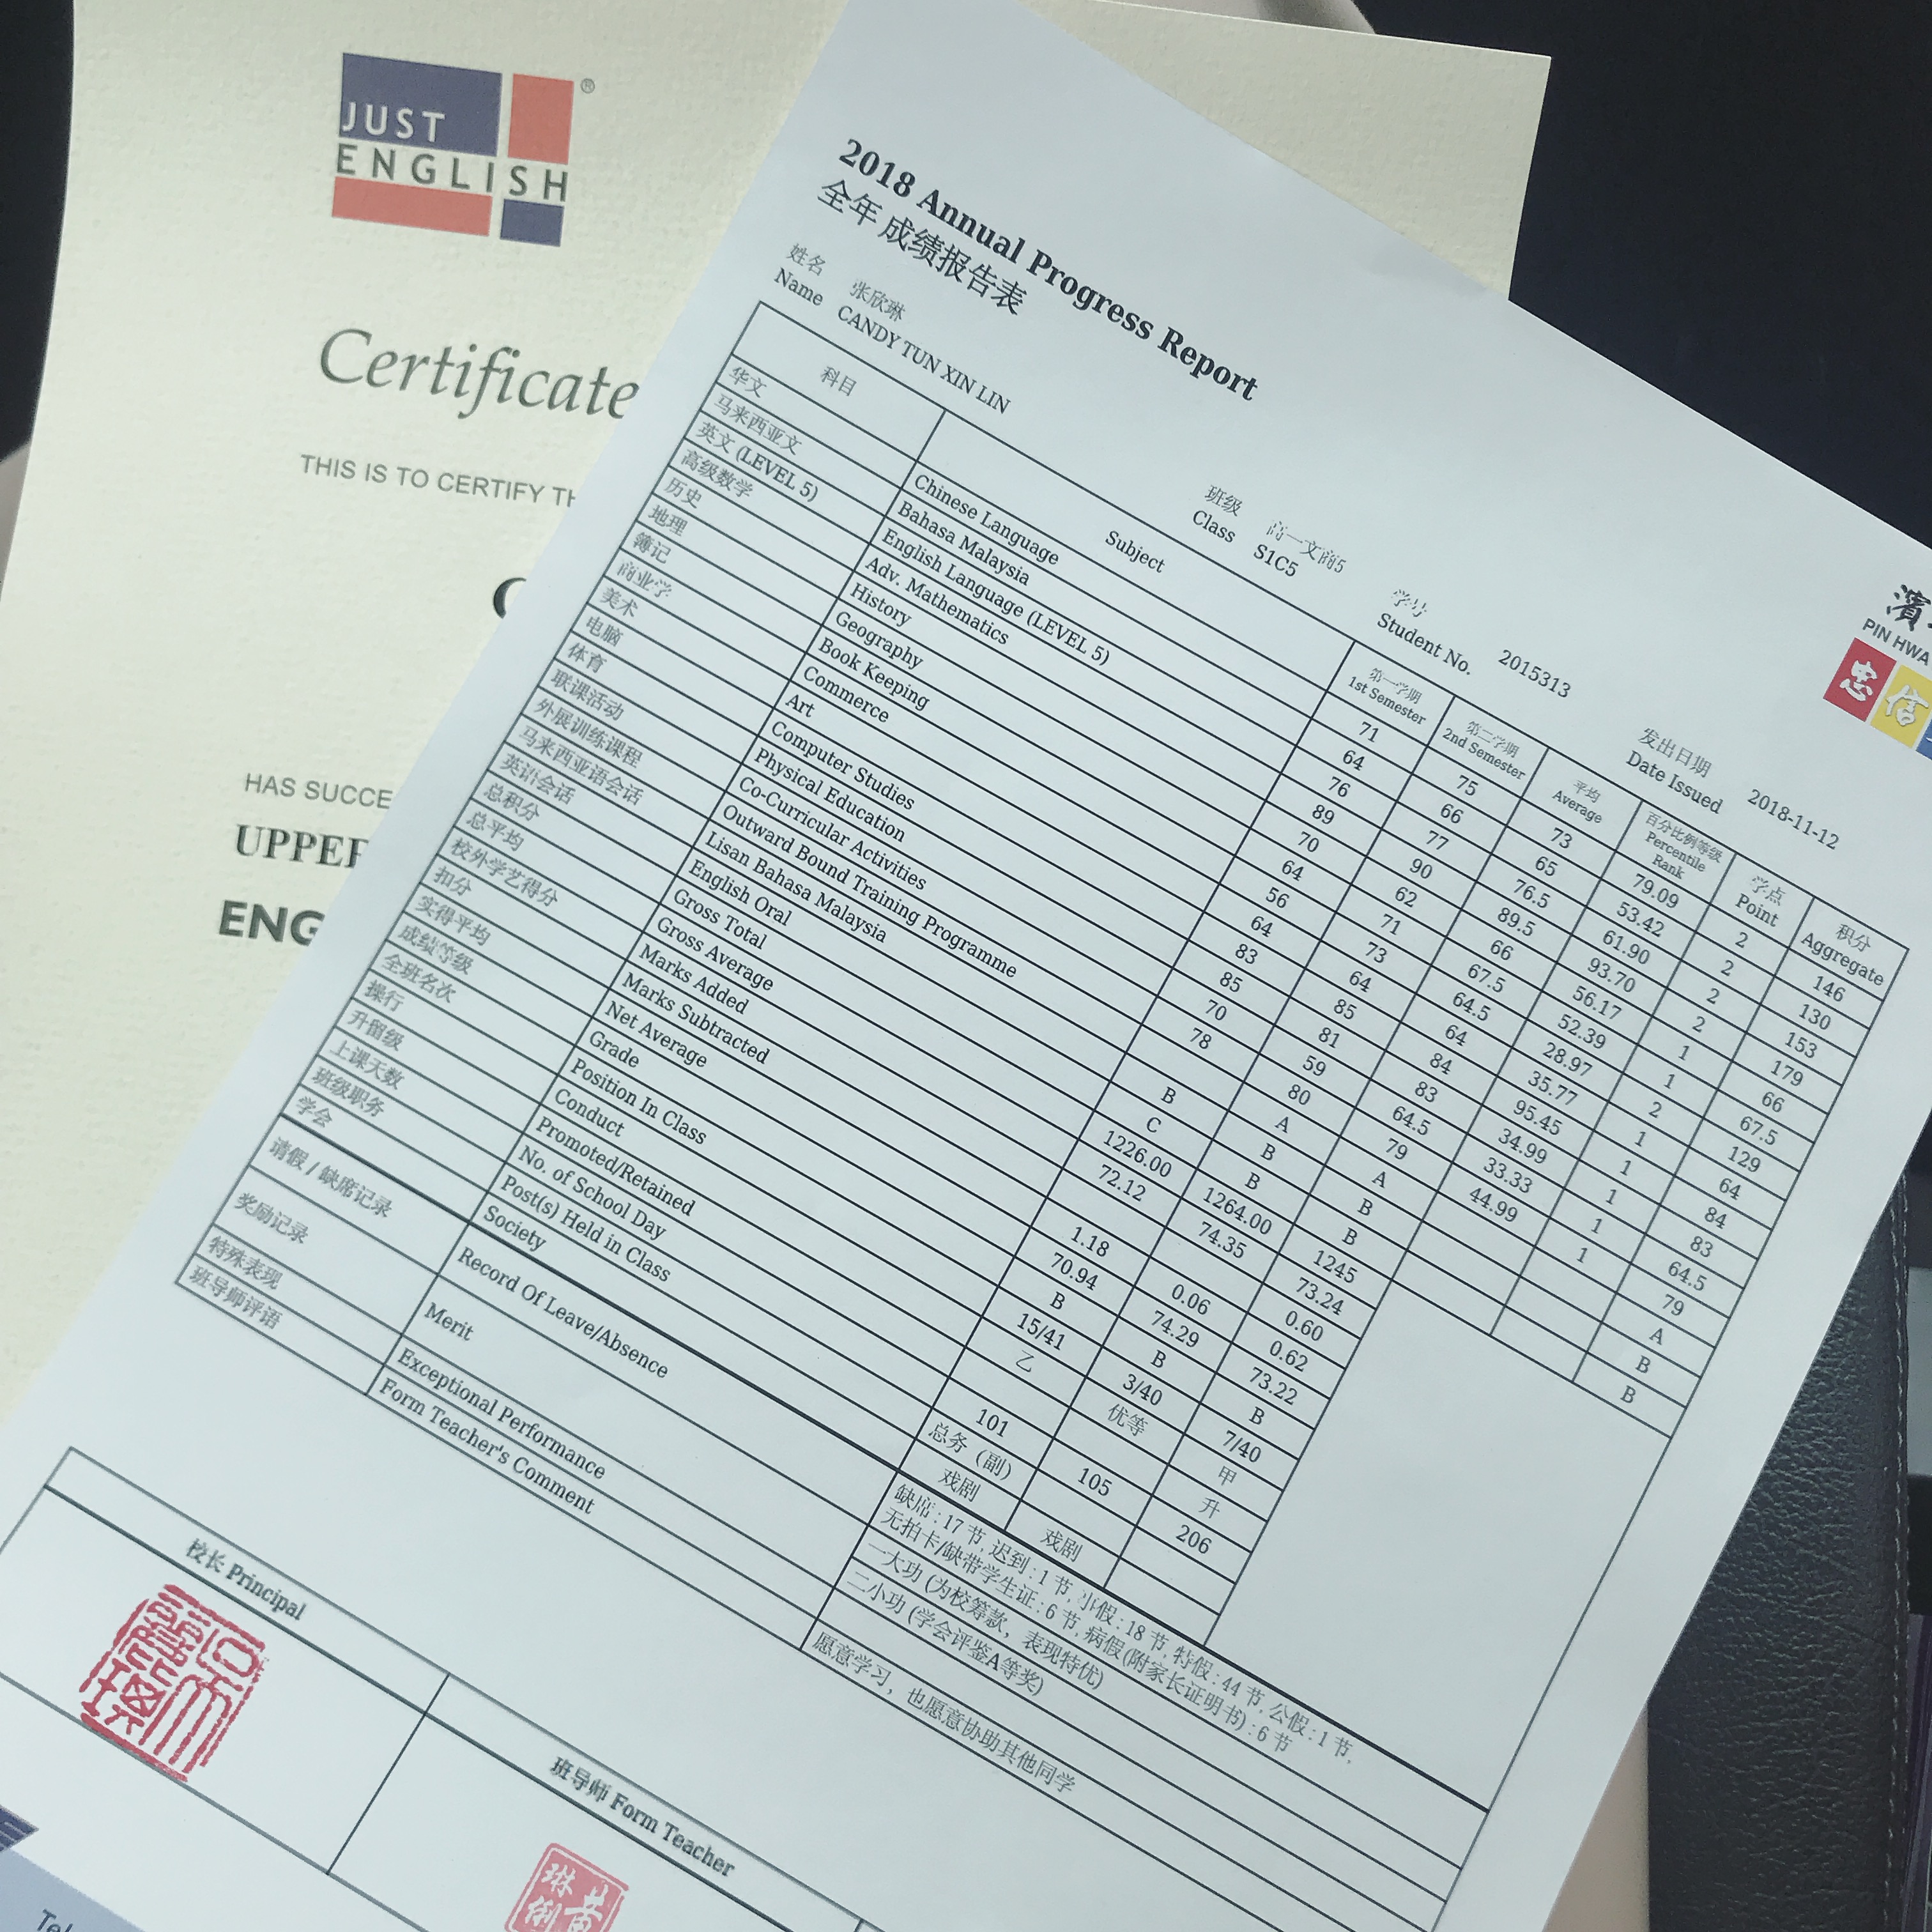 JUST
ENGLISH
®
Certificate
THIS IS TO CERTIFY TH
HAS SUCCE
UPPER
ENG
2018 Annual Progress Report
全年 成绩报告表
濱
PIN HWA
忠 信
姓名 张欣琳 班级 高一文商5 学号 发出日期
Name CANDY TUN XIN LIN Class S1C5 Student No. 2015313 Date Issued 2018-11-12
科目 Subject 第一学期 1st Semester 第二学期 2nd Semester 平均 Average 百分比例等级 Percentile Rank 学点 Point 积分 Aggregate
华文 Chinese Language 71 75 73 79.09 2 146
马来西亚文 Bahasa Malaysia 64 66 65 53.42 2 130
英文 (LEVEL 5) English Language (LEVEL 5) 76 77 76.5 61.90 2 153
高级数学 Adv. Mathematics 89 90 89.5 93.70 2 179
历史 History 70 62 66 56.17 1 66
地理 Geography 64 71 67.5 52.39 1 67.5
簿记 Book Keeping 56 73 64.5 28.97 2 129
商业学 Commerce 64 64 64 35.77 1 64
美术 Art 83 85 84 95.45 1 84
电脑 Computer Studies 85 81 83 34.99 1 83
体育 Physical Education 70 59 64.5 33.33 1 64.5
联课活动 Co-Curricular Activities 78 80 79 44.99 1 79
外展训练课程 Outward Bound Training Programme A A A
马来西亚语会话 Lisan Bahasa Malaysia B B B B
英语会话 English Oral C B B B
总积分 Gross Total 1226.00 1264.00 1245
总平均 Gross Average 72.12 74.35 73.24
校外学艺得分 Marks Added 0.60
扣分 Marks Subtracted 1.18 0.06 0.62
实得平均 Net Average 70.94 74.29 73.22
成绩等级 Grade B B B
全班名次 Position In Class 15/41 3/40 7/40
操行 Conduct 乙 优等 甲
升留级 Promoted/Retained 升
上课天数 No. of School Day 101 105 206
班级职务 Post(s) Held in Class 总务 (副)
学会 Society 戏剧 戏剧
请假 / 缺席记录 Record Of Leave/Absence 缺席 : 17 节, 迟到 : 1 节, 事假 : 18 节, 特假 : 44 节, 公假 : 1 节,
无拍卡/缺带学生证 : 6 节, 病假(附家长证明书) : 6 节
奖励记录 Merit 一大功 (为校筹款，表现特优)
二小功 (学会评鉴A等奖)
特殊表现 Exceptional Performance
班导师评语 Form Teacher's Comment 愿意学习，也愿意协助其他同学
校长 Principal
班导师 Form Teacher
Tel